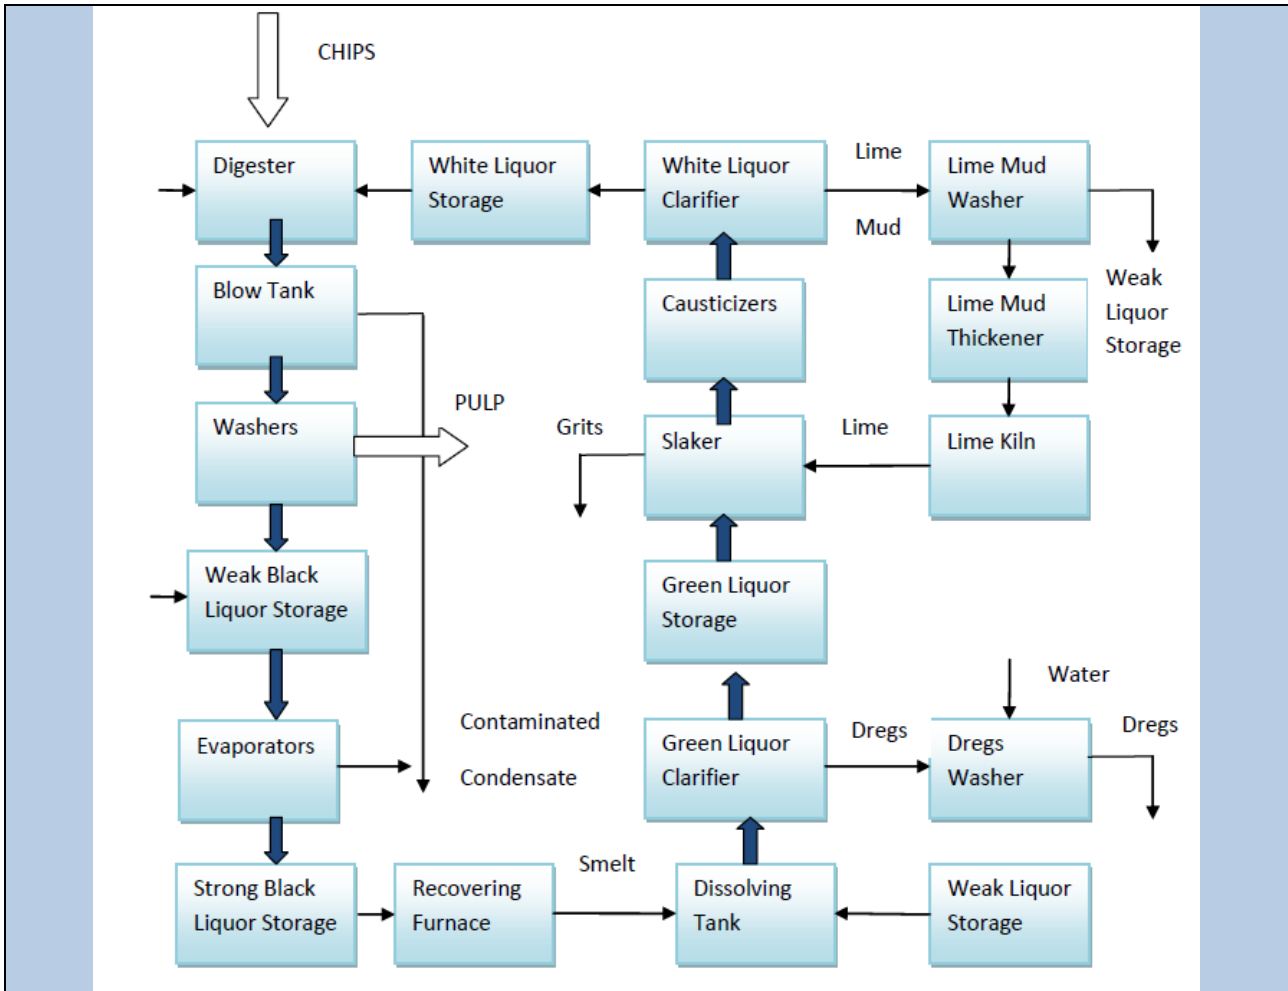 CHIPS
Digester
White Liquor
Storage
White Liquor
Clarifier
Lime
Mud
Lime Mud
Washer
Blow Tank
Causticizers
Lime Mud
Thickener
Weak
Liquor
Storage
Washers
PULP
Grits
Slaker
Lime
Lime Kiln
Weak Black
Liquor Storage
Green Liquor
Storage
Water
Evaporators
Contaminated
Condensate
Green Liquor
Clarifier
Dregs
Dregs
Washer
Dregs
Strong Black
Liquor Storage
Recovering
Furnace
Smelt
Dissolving
Tank
Weak Liquor
Storage